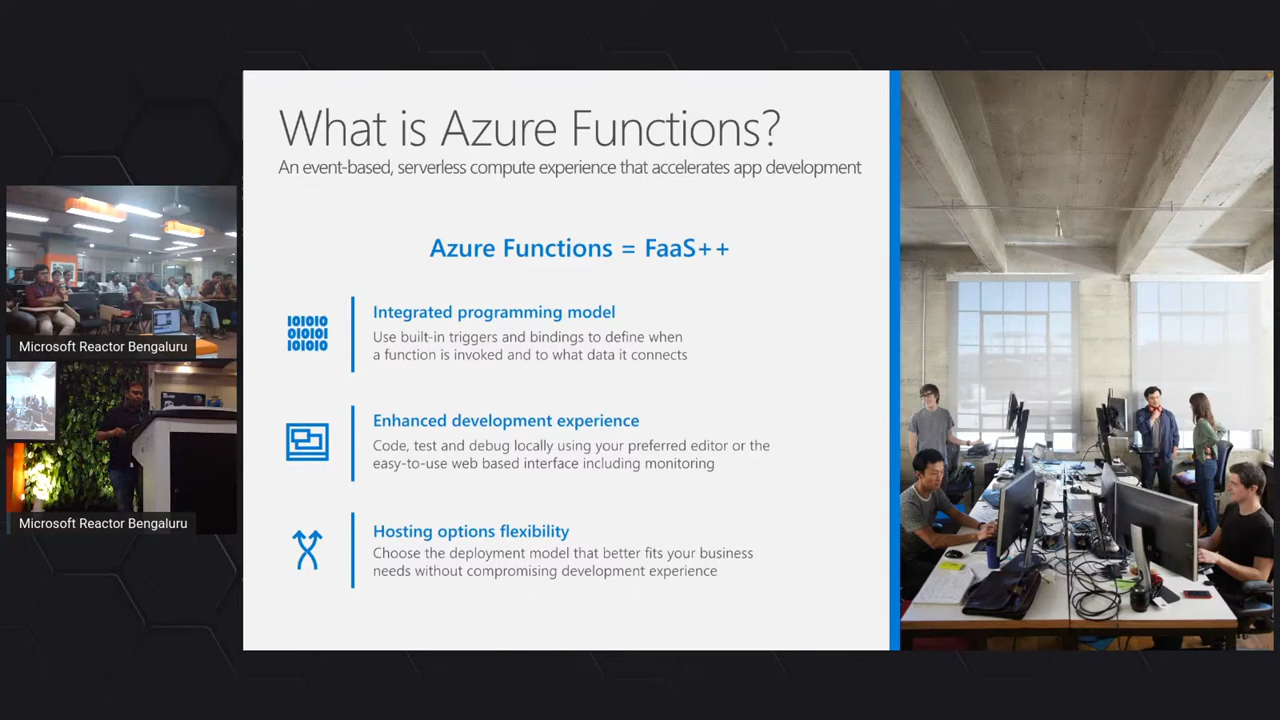 What is Azure Functions?
An event-based, serverless compute experience that accelerates app development
Azure Functions = FaaS++
IOIOIO
OIOIOI
IOIOIO
Integrated programming model
Use built-in triggers and bindings to define when
a function is invoked and to what data it connects
Enhanced development experience
Code, test and debug locally using your preferred editor or the
easy-to-use web based interface including monitoring
Hosting options flexibility
Choose the deployment model that better fits your business
needs without compromising development experience
Microsoft Reactor Bengaluru
Microsoft Reactor Bengaluru